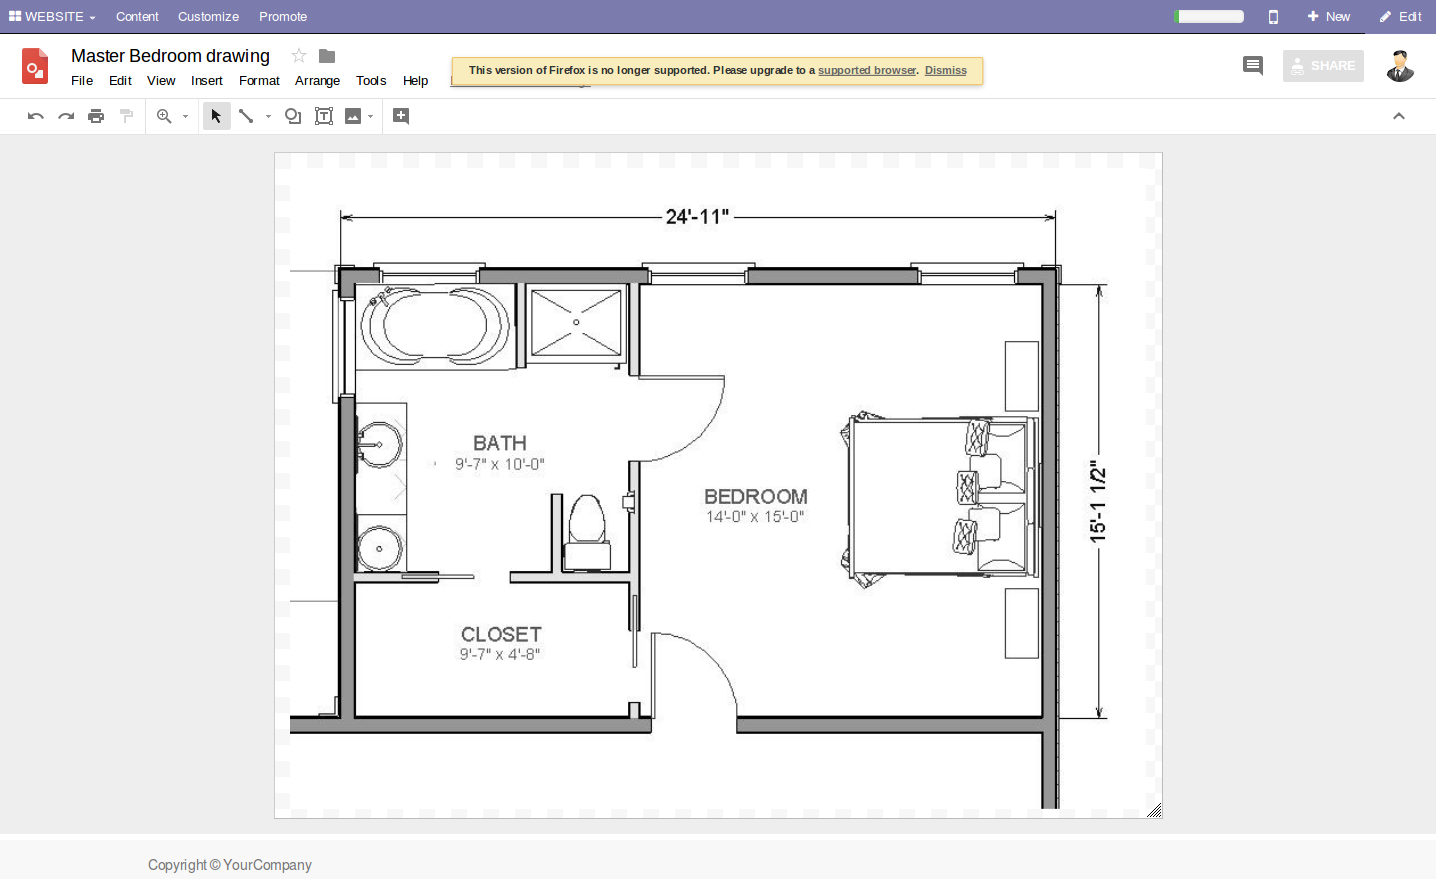 WEBSITE Content Customize Promote New Edit
Master Bedroom drawing
This version of Firefox is no longer supported. Please upgrade to a supported browser. Dismiss
SHARE
File Edit View Insert Format Arrange Tools Help
24'-11"
BATH
9'-7" x 10'-0"
BEDROOM
14'-0" x 15'-0"
15'-1 1/2"
CLOSET
9'-7" x 4'-8"
Copyright © YourCompany